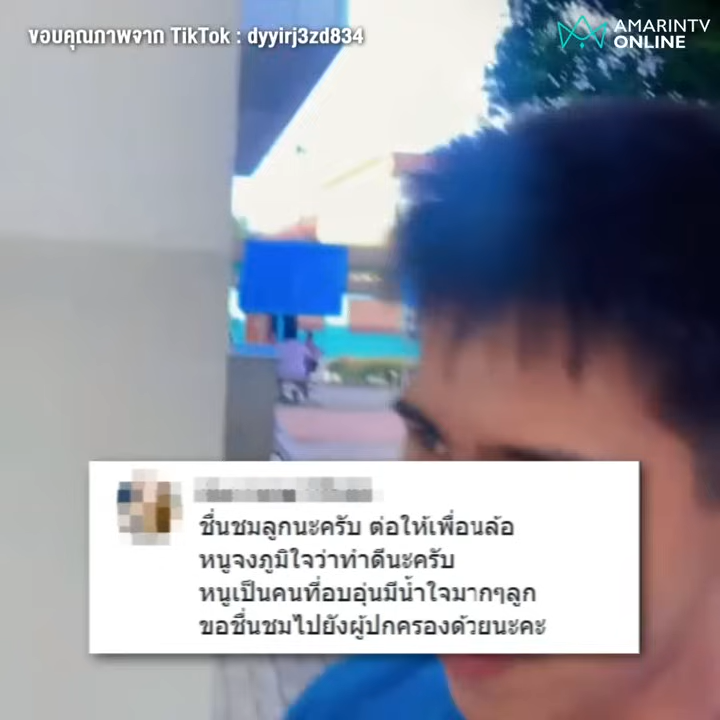 ขอบคุณภาพจาก TikTok : dyyirj3zd834
AMARINTV
ONLINE
ชื่นชมลูกนะครับ ต่อให้เพื่อนล้อ
หนูจงภูมิใจว่าทำดีนะครับ
หนูเป็นคนที่อบอุ่นมีน้ำใจมากๆลูก
ขอชื่นชมไปยังผู้ปกครองด้วยนะคะ